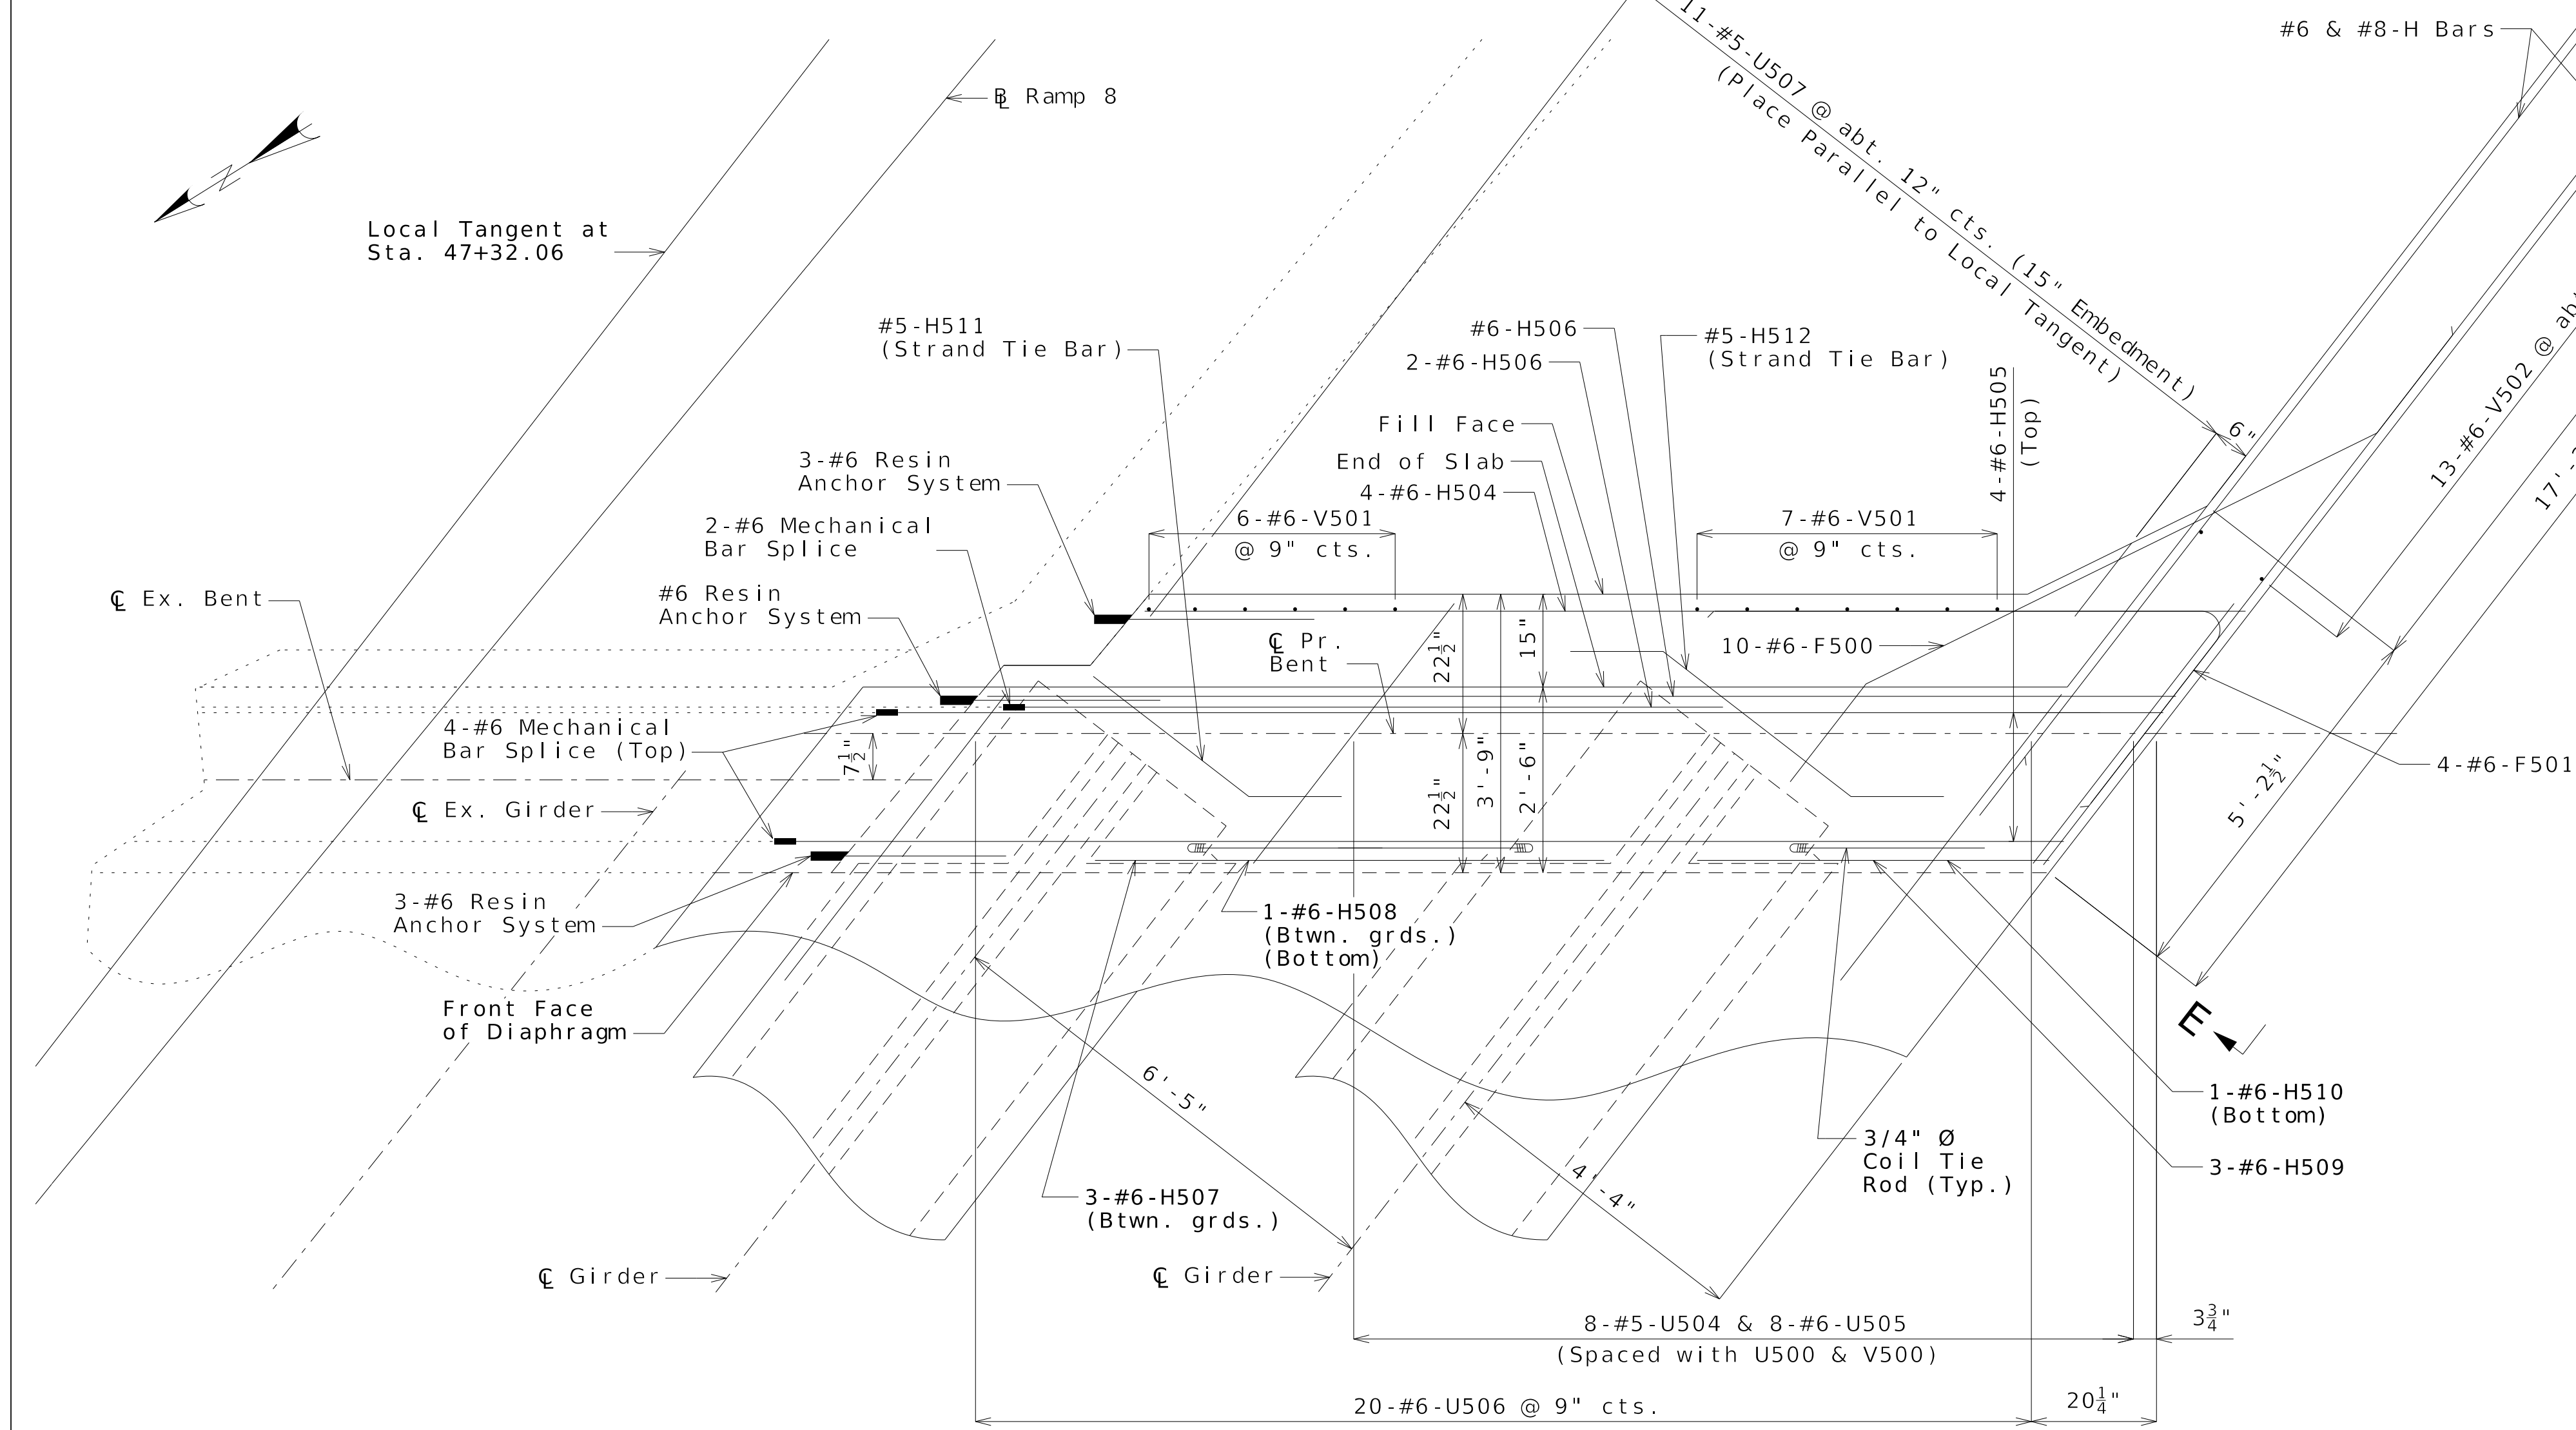 #6 & #8-H Bars
11-#5-U507 @ abt. 12" cts. (15" Embedment)
(Place Parallel to Local Tangent)
℄ Ramp 8
N
Local Tangent at
Sta. 47+32.06
#5-H511
(Strand Tie Bar)
#6-H506
2-#6-H506
#5-H512
(Strand Tie Bar)
4-#6-H505
(Top)
6"
13-#6-V502 @
17'-
Fill Face
End of Slab
4-#6-H504
3-#6 Resin
Anchor System
2-#6 Mechanical
Bar Splice
6-#6-V501
@ 9" cts.
7-#6-V501
@ 9" cts.
℄ Ex. Bent
#6 Resin
Anchor System
℄ Pr.
Bent
22½"
15"
10-#6-F500
4-#6 Mechanical
Bar Splice (Top)
7½"
22½"
3'-9"
2'-6"
4-#6-F501
5'-2½"
℄ Ex. Girder
3-#6 Resin
Anchor System
1-#6-H508
(Btwn. grds.)
(Bottom)
Front Face
of Diaphragm
E
6'-5"
1-#6-H510
(Bottom)
3/4" Ø
Coil Tie
Rod (Typ.)
3-#6-H509
4'-4"
3-#6-H507
(Btwn. grds.)
℄ Girder
℄ Girder
8-#5-U504 & 8-#6-U505
(Spaced with U500 & V500)
3¾"
20-#6-U506 @ 9" cts.
20¼"